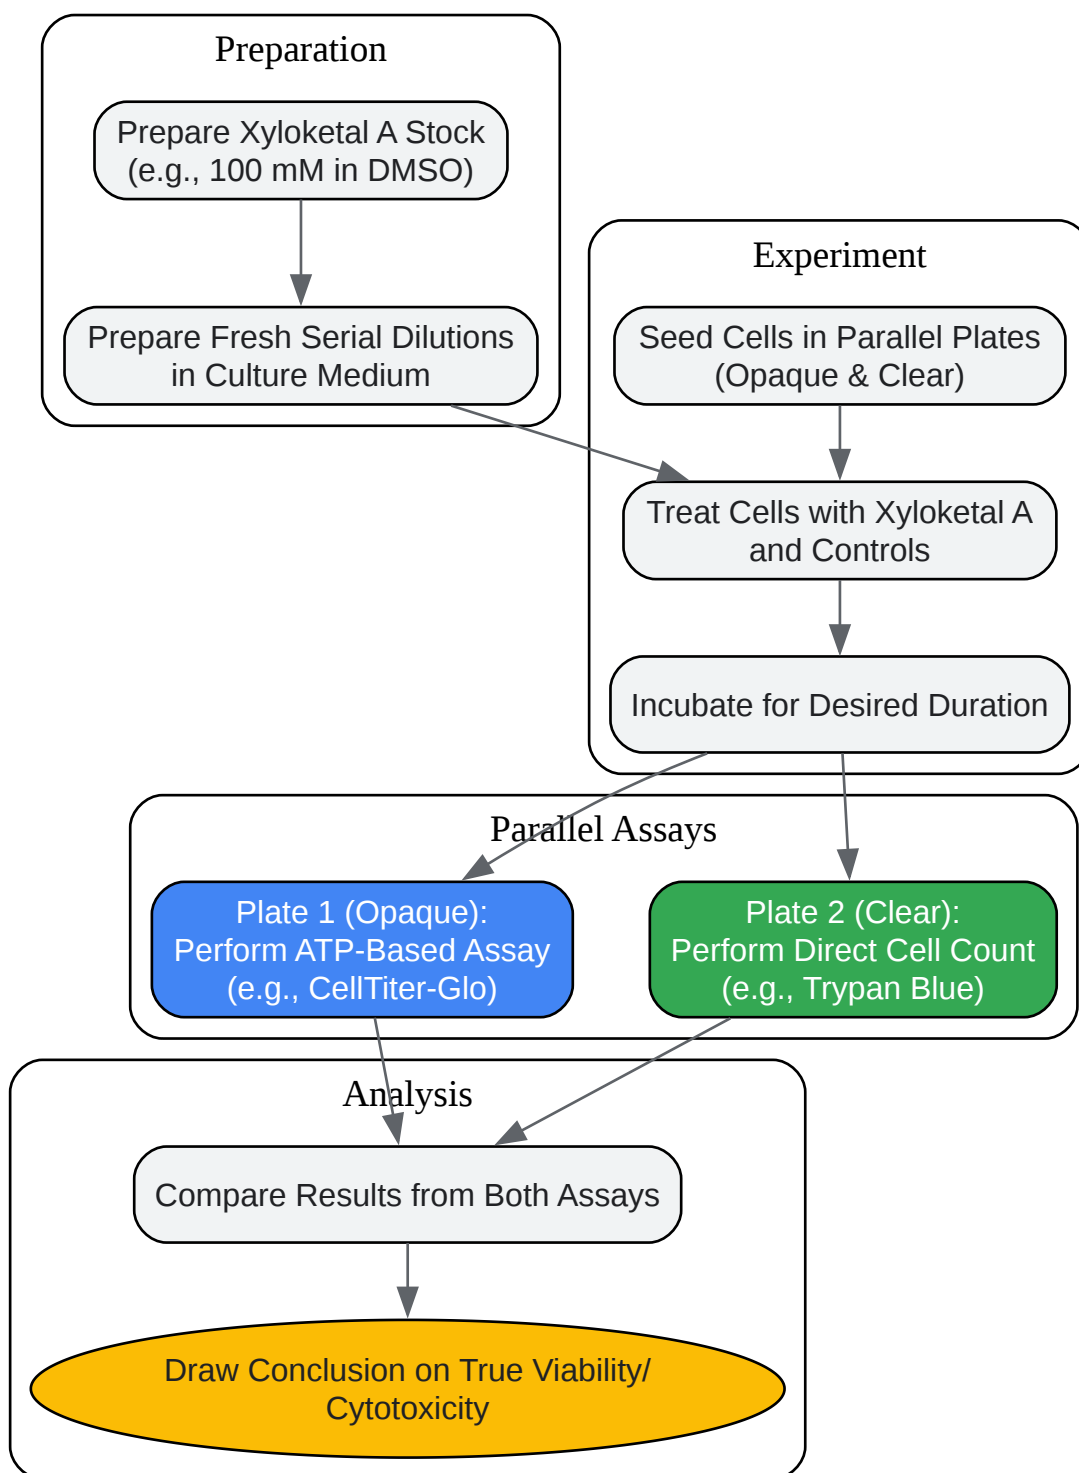 Preparation
Prepare Xyloketal A Stock
(e.g., 100 mM in DMSO)
Prepare Fresh Serial Dilutions
in Culture Medium
Experiment
Seed Cells in Parallel Plates
(Opaque & Clear)
Treat Cells with Xyloketal A
and Controls
Incubate for Desired Duration
Parallel Assays
Plate 1 (Opaque):
Perform ATP-Based Assay
(e.g., CellTiter-Glo)
Plate 2 (Clear):
Perform Direct Cell Count
(e.g., Trypan Blue)
Analysis
Compare Results from Both Assays
Draw Conclusion on True Viability/
Cytotoxicity